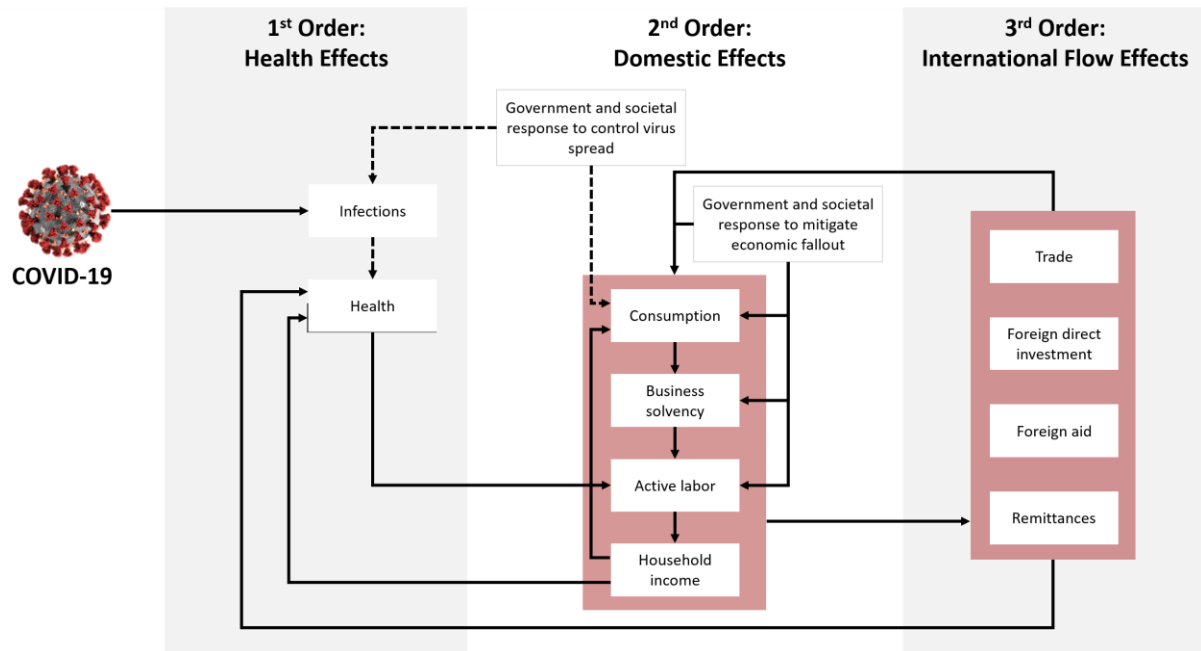 1st Order:
Health Effects
2nd Order:
Domestic Effects
3rd Order:
International Flow Effects
Government and societal
response to control virus
spread
COVID-19
Infections
Health
Government and societal
response to mitigate
economic fallout
Consumption
Business
solvency
Active labor
Household
income
Trade
Foreign direct
investment
Foreign aid
Remittances